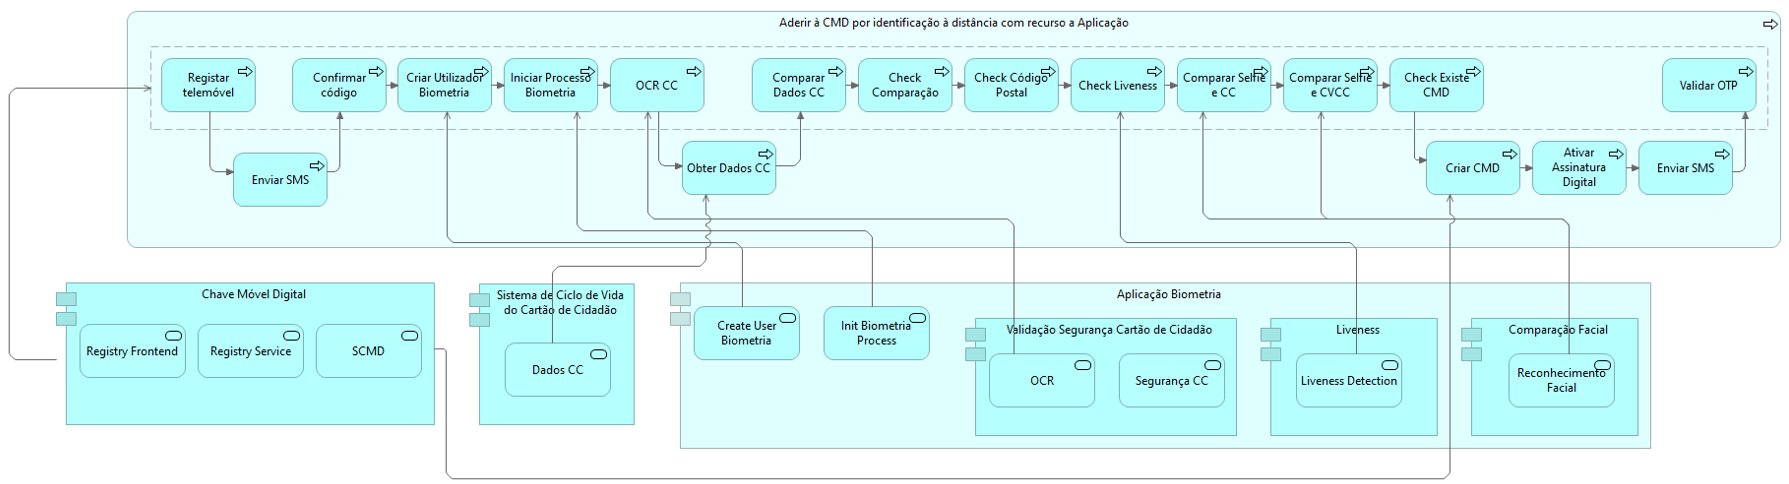 Aderir à CMD por identificação à distância com recurso a Aplicação
Registar
telemóvel
Confirmar
código
Criar Utilizador
Biometria
Iniciar Processo
Biometria
OCR CC
Comparar
Dados CC
Check
Comparação
Check Código
Postal
Check Liveness
Comparar Selfie
e CC
Comparar Selfie
e CVCC
Check Existe
CMD
Validar OTP
Enviar SMS
Obter Dados CC
Criar CMD
Ativar
Assinatura
Digital
Enviar SMS
Chave Móvel Digital
Registry Frontend
Registry Service
SCMD
Sistema de Ciclo de Vida
do Cartão de Cidadão
Dados CC
Aplicação Biometria
Create User
Biometria
Init Biometria
Process
Validação Segurança Cartão de Cidadão
OCR
Segurança CC
Liveness
Liveness Detection
Comparação Facial
Reconhecimento
Facial